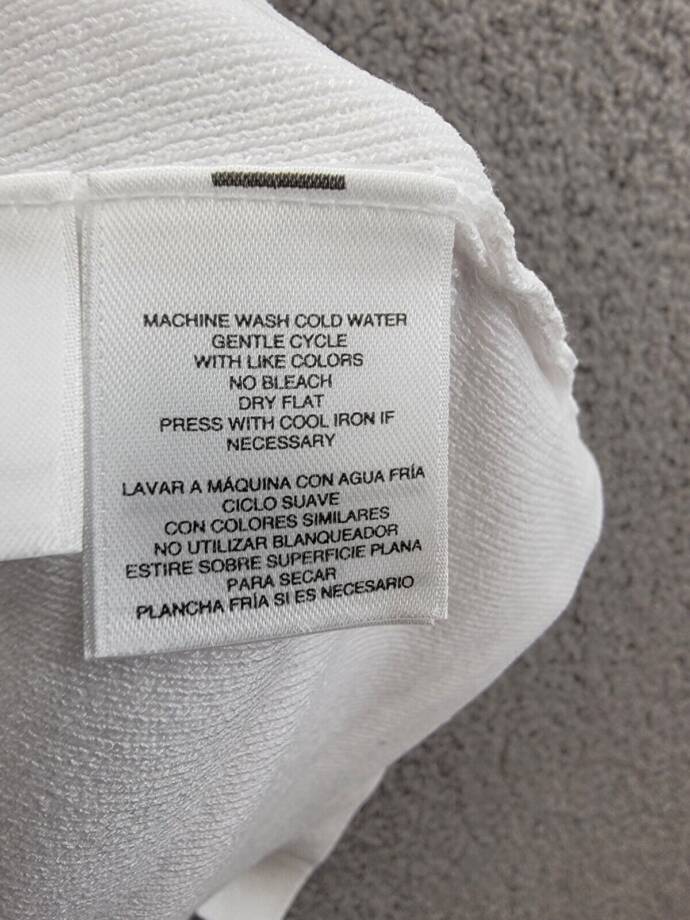 MACHINE WASH COLD WATER
GENTLE CYCLE
WITH LIKE COLORS
NO BLEACH
DRY FLAT
PRESS WITH COOL IRON IF
NECESSARY
LAVAR A MÁQUINA CON AGUA FRÍA
CICLO SUAVE
CON COLORES SIMILARES
NO UTILIZAR BLANQUEADOR
ESTIRE SOBRE SUPERFICIE PLANA
PARA SECAR
PLANCHA FRÍA SI ES NECESARIO